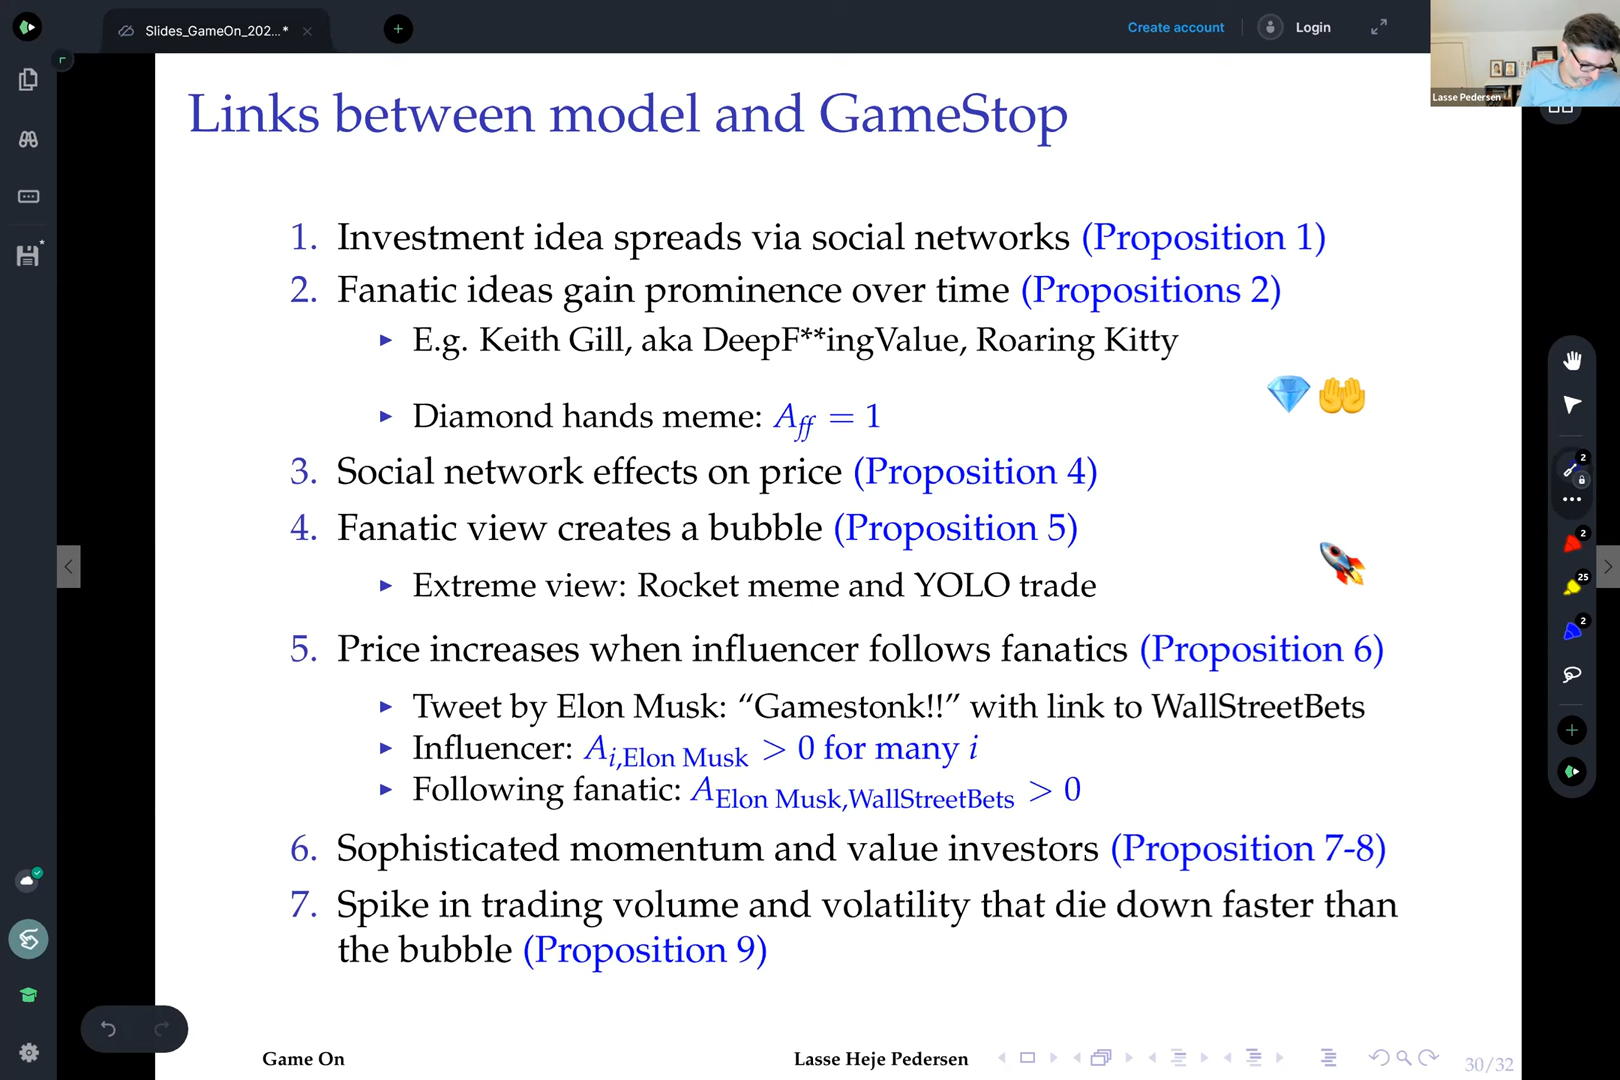 Slides_GameOn_202...*
Create account
Login
Lasse Pedersen
Links between model and GameStop
1. Investment idea spreads via social networks (Proposition 1)
2. Fanatic ideas gain prominence over time (Propositions 2)
▸ E.g. Keith Gill, aka DeepF**ingValue, Roaring Kitty
▸ Diamond hands meme: A_ff = 1
3. Social network effects on price (Proposition 4)
4. Fanatic view creates a bubble (Proposition 5)
▸ Extreme view: Rocket meme and YOLO trade
5. Price increases when influencer follows fanatics (Proposition 6)
▸ Tweet by Elon Musk: “Gamestonk!!” with link to WallStreetBets
▸ Influencer: A_i,Elon Musk > 0 for many i
▸ Following fanatic: A_Elon Musk,WallStreetBets > 0
6. Sophisticated momentum and value investors (Proposition 7-8)
7. Spike in trading volume and volatility that die down faster than
the bubble (Proposition 9)
2
2
25
2
Game On
Lasse Heje Pedersen
30/32